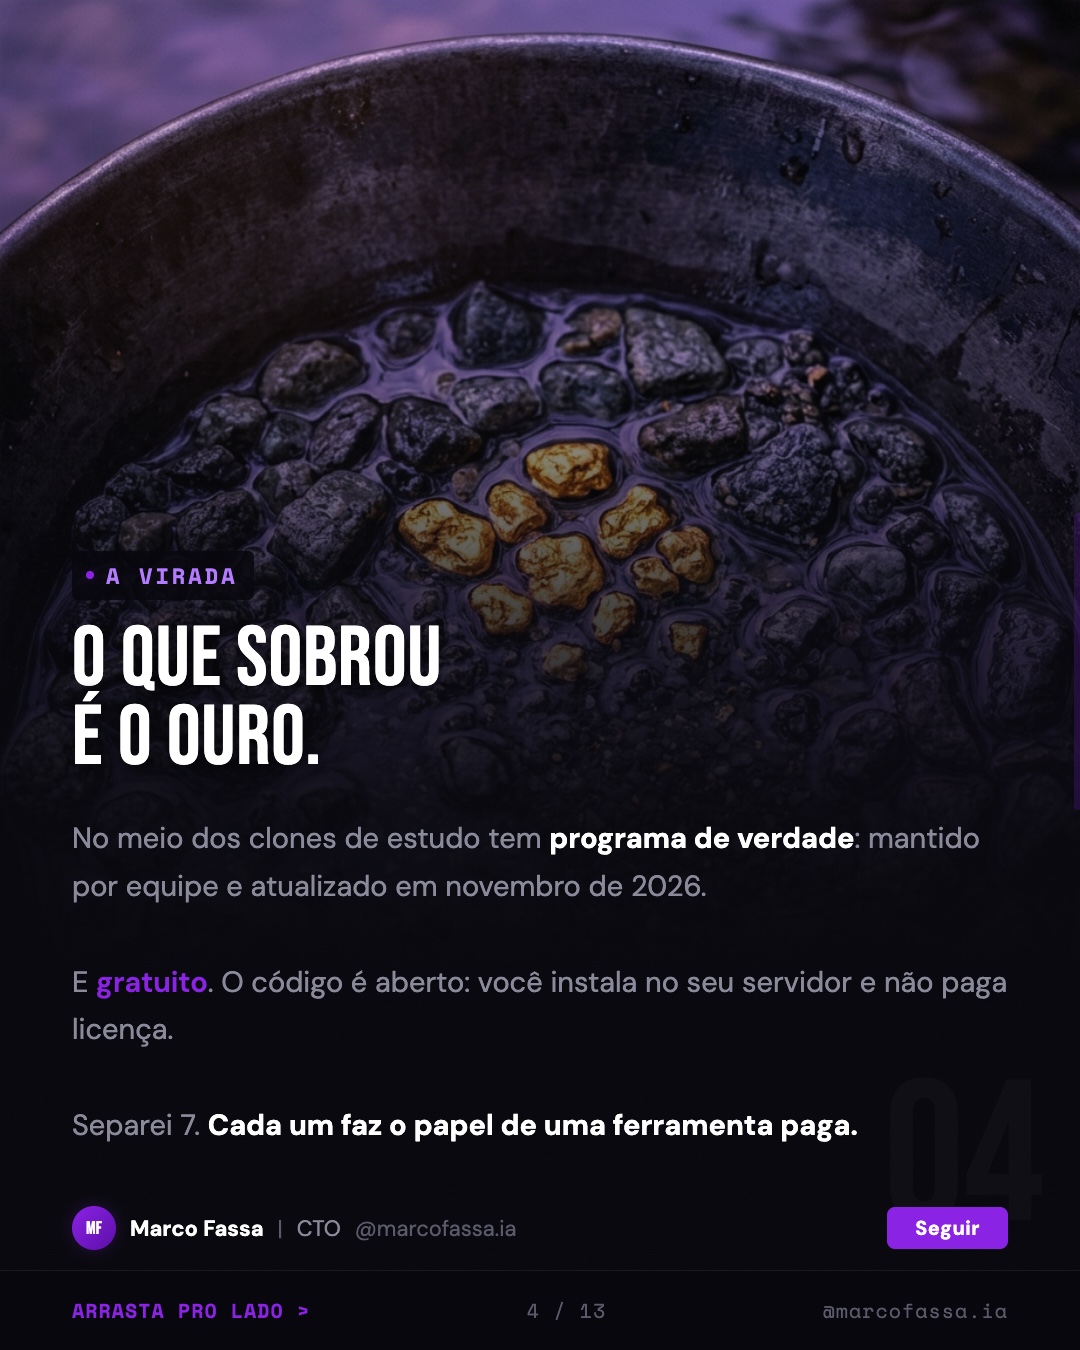 • A VIRADA
O QUE SOBROU
É O OURO.
No meio dos clones de estudo tem programa de verdade: mantido
por equipe e atualizado em novembro de 2026.
E gratuito. O código é aberto: você instala no seu servidor e não paga
licença.
Separei 7. Cada um faz o papel de uma ferramenta paga.
04
MF Marco Fassa | CTO @marcofassa.ia
Seguir
ARRASTA PRO LADO >
4 / 13
@marcofassa.ia